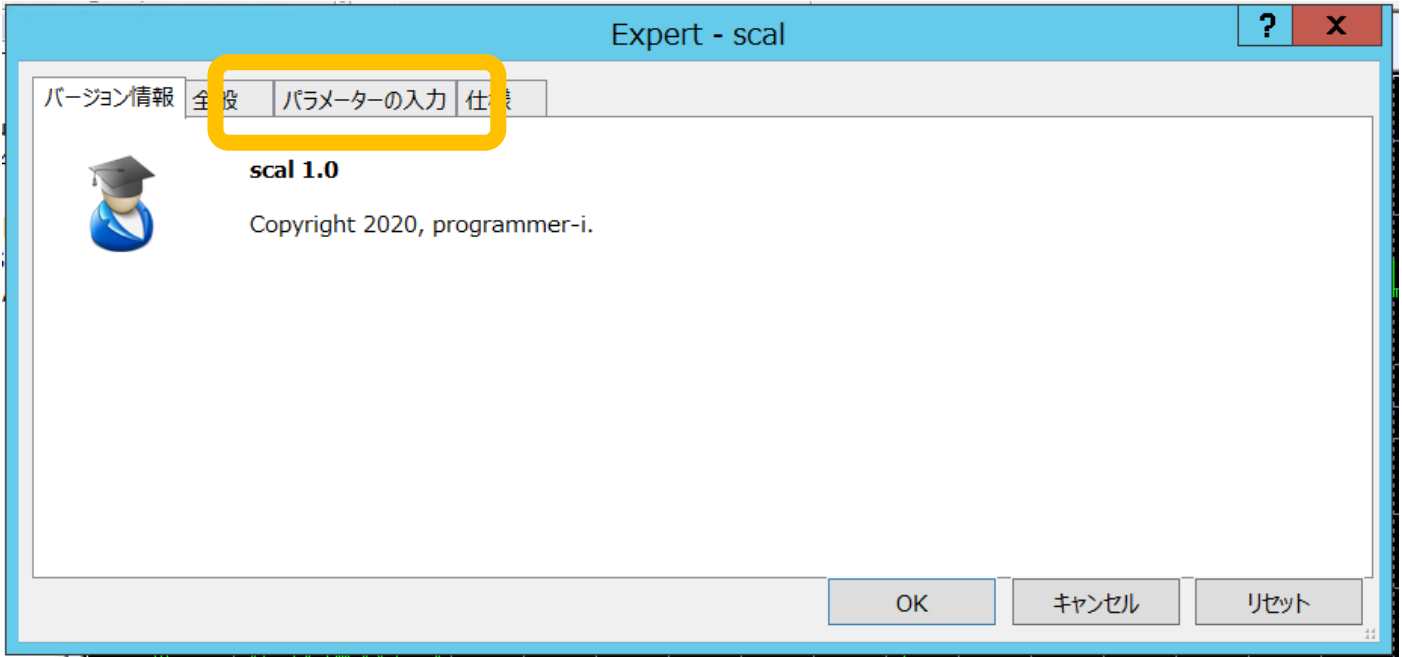 Expert - scal
? X
バージョン情報 全般 パラメーターの入力 仕様
scal 1.0
Copyright 2020, programmer-i.
OK キャンセル リセット